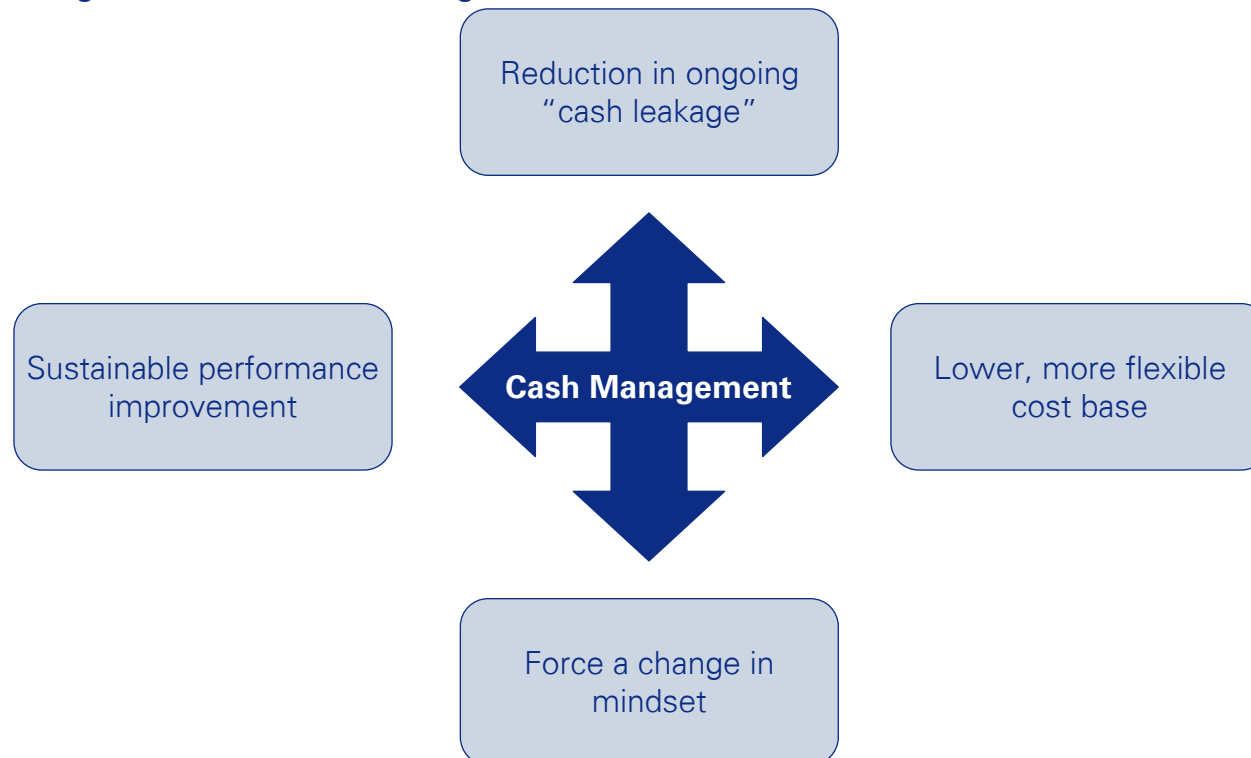 Reduction in ongoing
“cash leakage”
Sustainable performance
improvement
Cash Management
Lower, more flexible
cost base
Force a change in
mindset